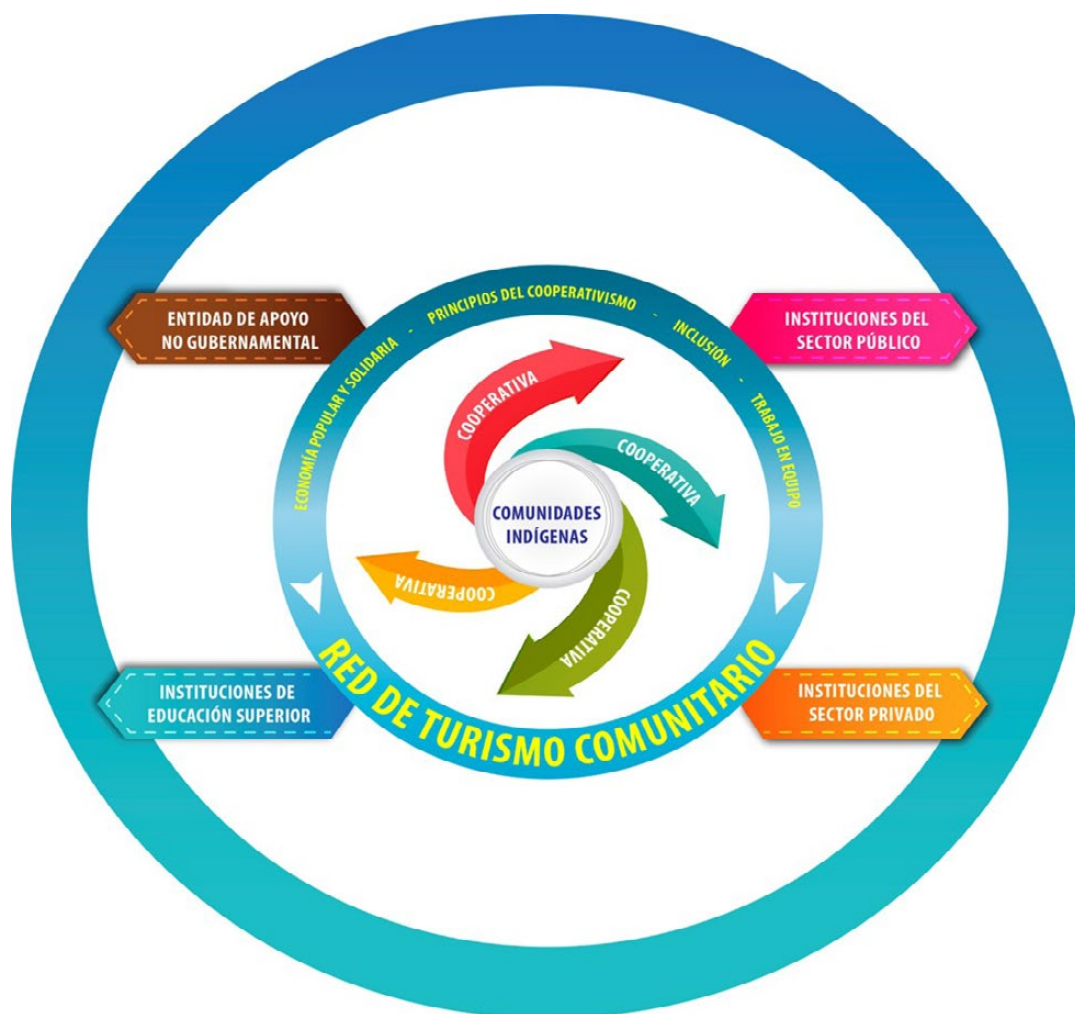 ENTIDAD DE APOYO
NO GUBERNAMENTAL
INSTITUCIONES DEL
SECTOR PÚBLICO
ECONOMÍA POPULAR Y SOLIDARIA - PRINCIPIOS DEL COOPERATIVISMO - INCLUSIÓN - TRABAJO EN EQUIPO
COOPERATIVA
COOPERATIVA
COMUNIDADES
INDÍGENAS
COOPERATIVA
COOPERATIVA
INSTITUCIONES DE
EDUCACIÓN SUPERIOR
INSTITUCIONES DEL
SECTOR PRIVADO
RED DE TURISMO COMUNITARIO